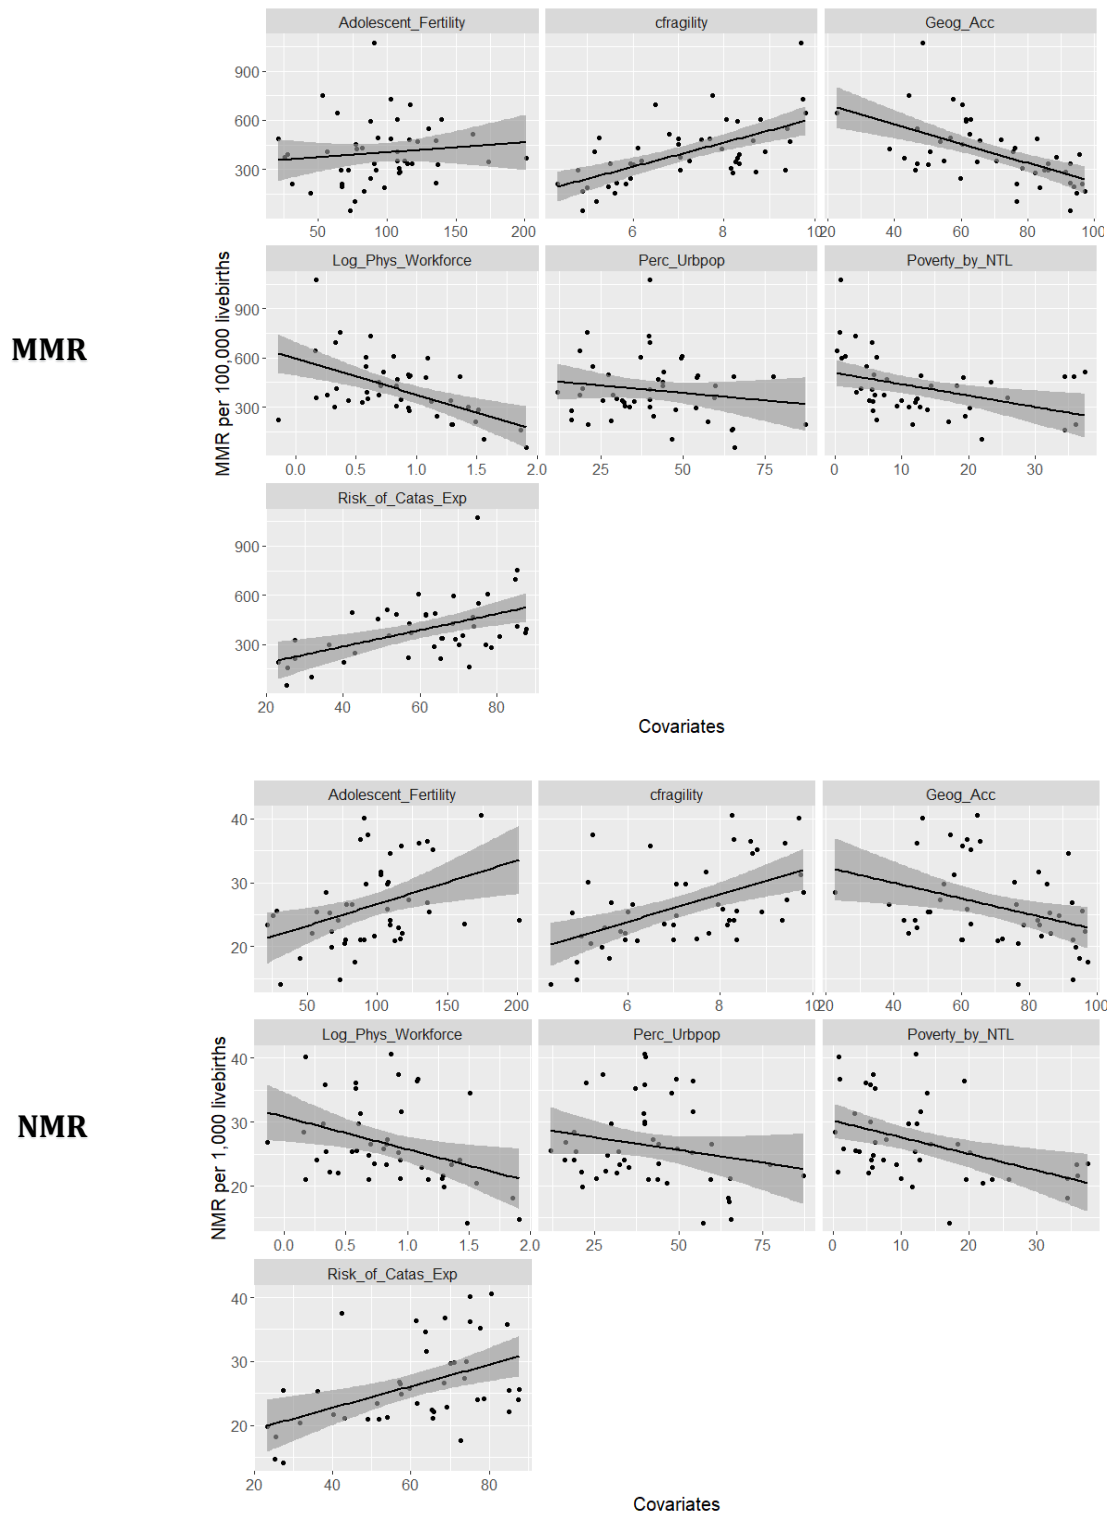 Adolescent_Fertility cfragility Geog_Acc
900
600
300
50 100 150 200 6 8 10 20 40 60 80 100
Log_Phys_Workforce Perc_Urbpop Poverty_by_NTL
MMR
MMR per 100,000 livebirths
900
600
300
0.0 0.5 1.0 1.5 2.0 25 50 75 0 10 20 30
Risk_of_Catas_Exp
900
600
300
20 40 60 80
Covariates
Adolescent_Fertility cfragility Geog_Acc
40
30
20
50 100 150 200 6 8 10 20 40 60 80 100
Log_Phys_Workforce Perc_Urbpop Poverty_by_NTL
NMR
NMR per 1,000 livebirths
40
30
20
0.0 0.5 1.0 1.5 2.0 25 50 75 0 10 20 30
Risk_of_Catas_Exp
40
30
20
20 40 60 80
Covariates